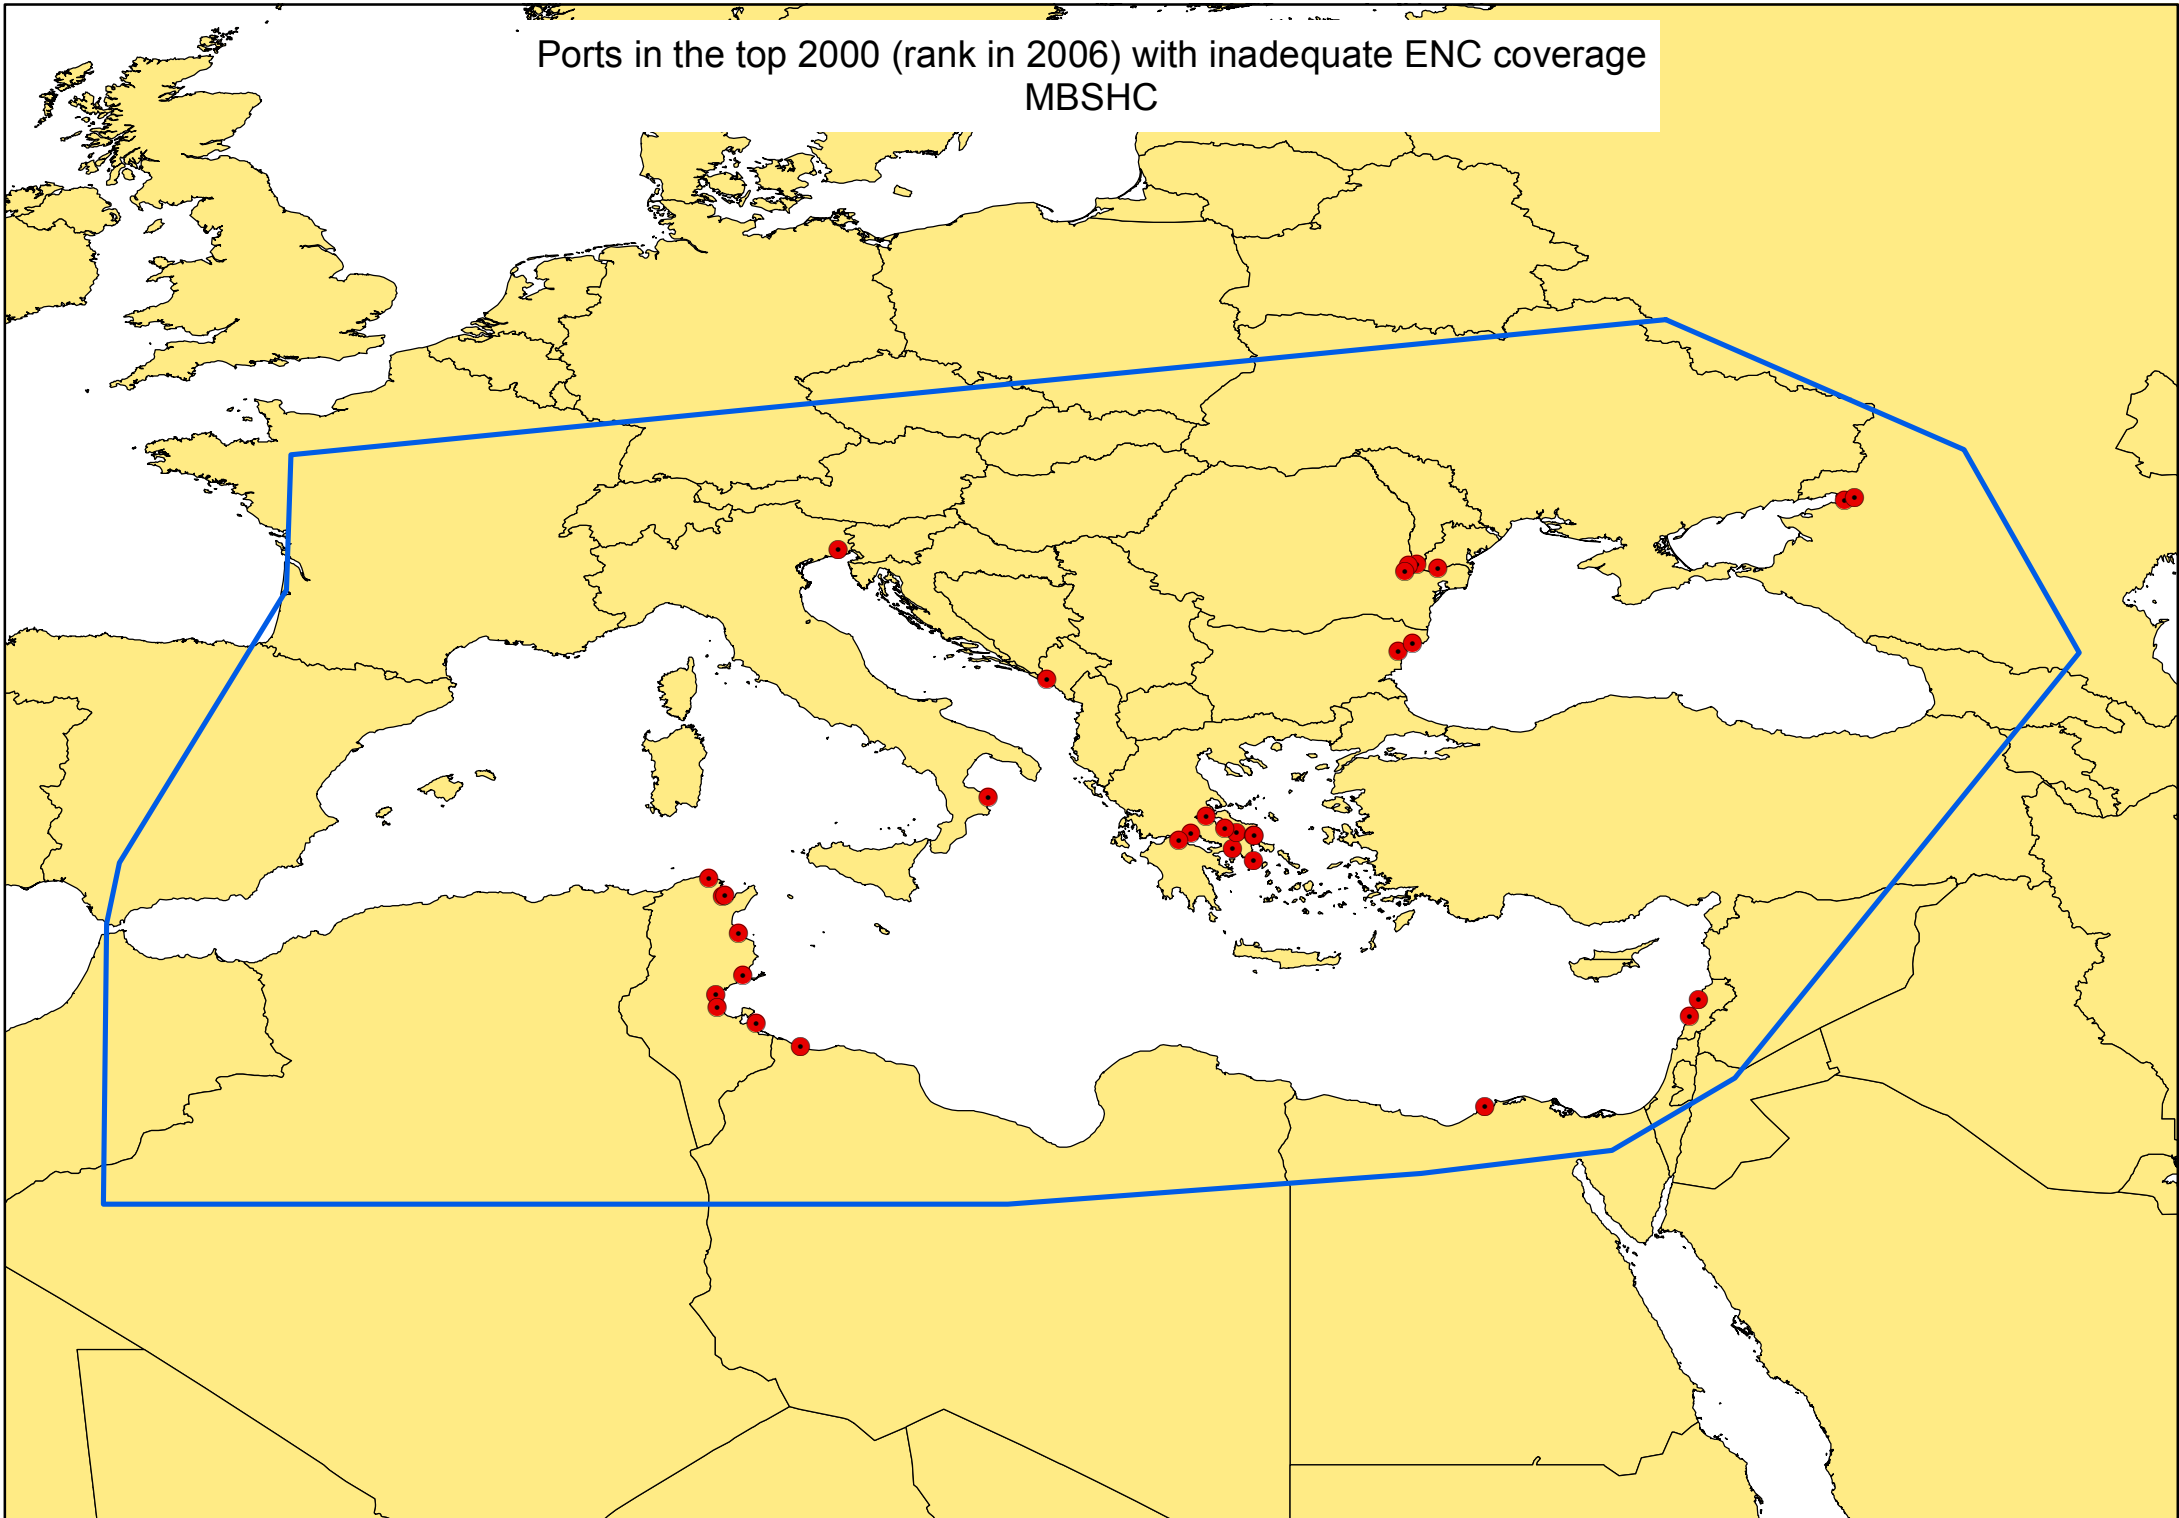 Ports in the top 2000 (rank in 2006) with inadequate ENC coverage
MBSHC